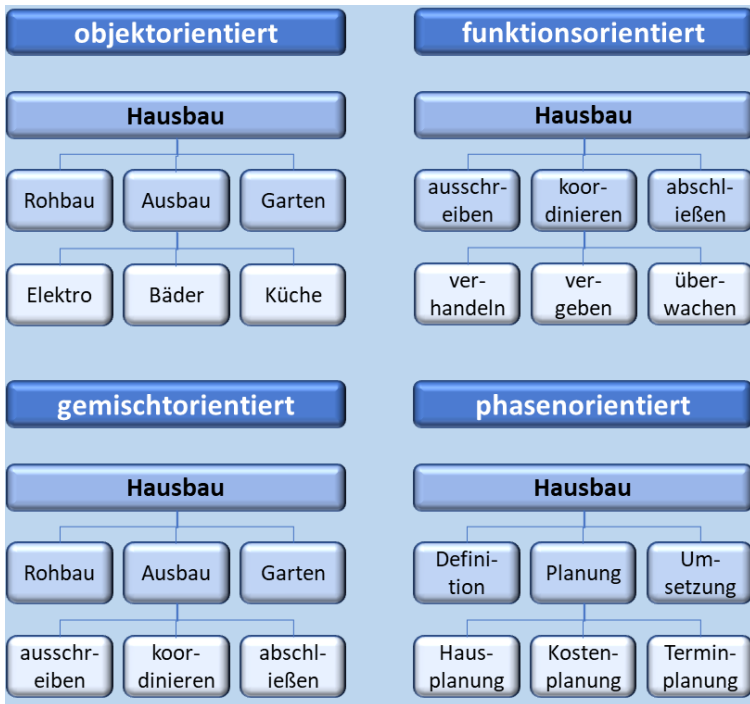 objektorientiert
Hausbau
Rohbau
Ausbau
Garten
Elektro
Bäder
Küche
funktionsorientiert
Hausbau
ausschr-
eiben
koor-
dinieren
abschl-
ießen
ver-
handeln
ver-
geben
über-
wachen
gemischtorientiert
Hausbau
Rohbau
Ausbau
Garten
ausschr-
eiben
koor-
dinieren
abschl-
ießen
phasenorientiert
Hausbau
Defini-
tion
Planung
Um-
setzung
Haus-
planung
Kosten-
planung
Termin-
planung